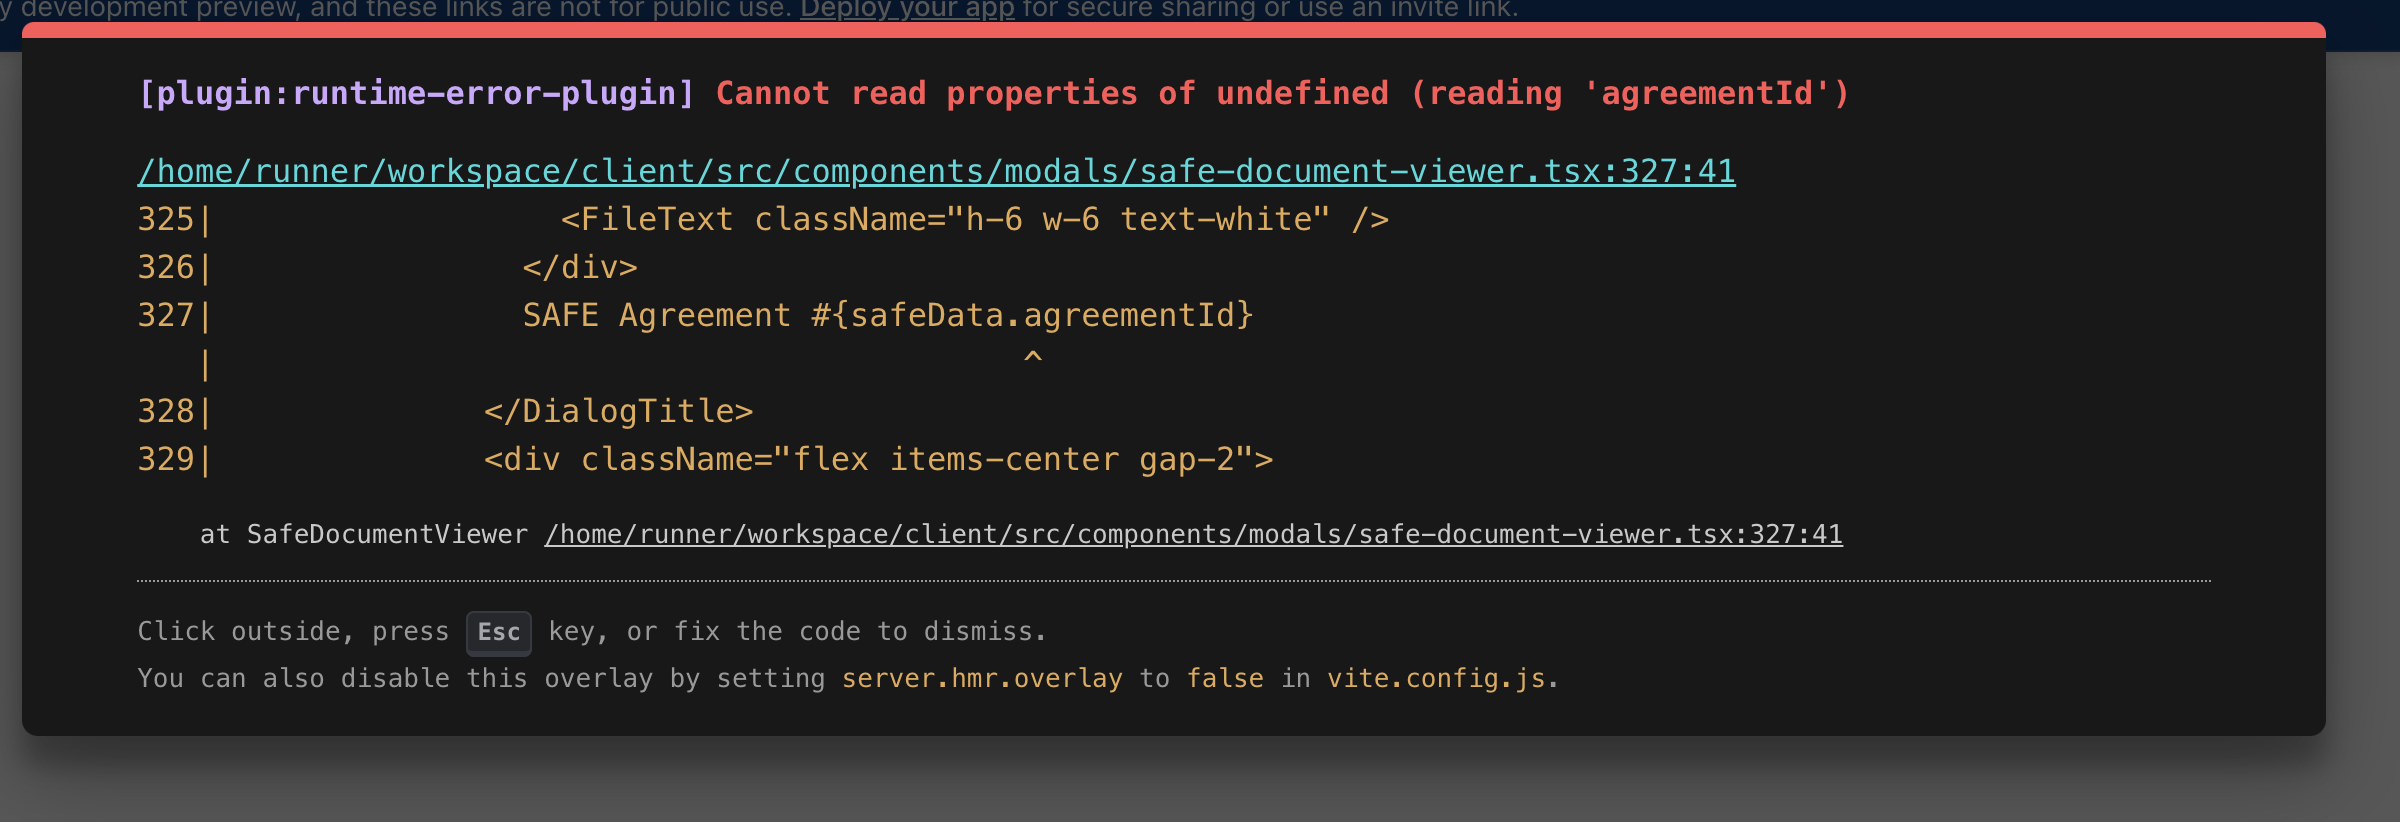 y development preview, and these links are not for public use. Deploy your app for secure sharing or use an invite link.
[plugin:runtime-error-plugin] Cannot read properties of undefined (reading 'agreementId')
/home/runner/workspace/client/src/components/modals/safe-document-viewer.tsx:327:41
325|                  <FileText className="h-6 w-6 text-white" />
326|                </div>
327|                SAFE Agreement #{safeData.agreementId}
   |                                          ^
328|              </DialogTitle>
329|              <div className="flex items-center gap-2">
    at SafeDocumentViewer /home/runner/workspace/client/src/components/modals/safe-document-viewer.tsx:327:41
Click outside, press Esc key, or fix the code to dismiss.
You can also disable this overlay by setting server.hmr.overlay to false in vite.config.js.